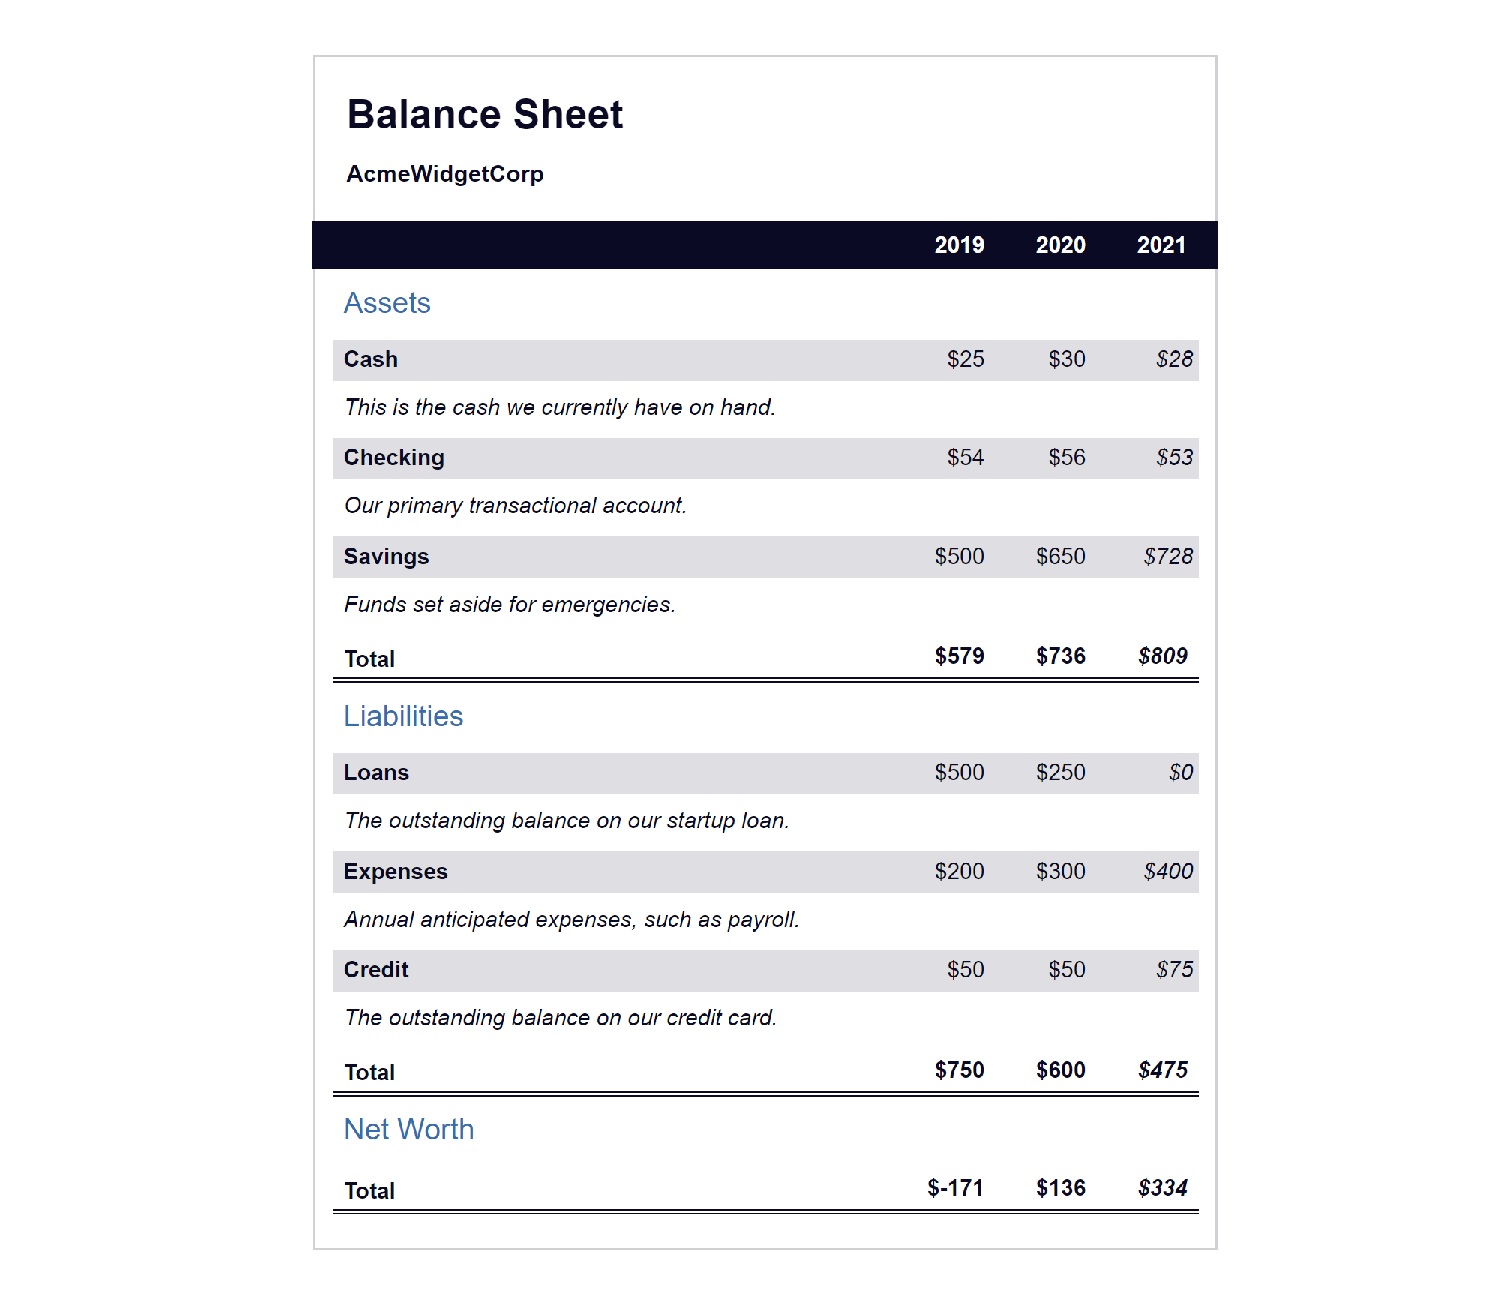 Balance Sheet
AcmeWidgetCorp
2019 2020 2021
Assets
Cash $25 $30 $28
This is the cash we currently have on hand.
Checking $54 $56 $53
Our primary transactional account.
Savings $500 $650 $728
Funds set aside for emergencies.
Total $579 $736 $809
Liabilities
Loans $500 $250 $0
The outstanding balance on our startup loan.
Expenses $200 $300 $400
Annual anticipated expenses, such as payroll.
Credit $50 $50 $75
The outstanding balance on our credit card.
Total $750 $600 $475
Net Worth
Total $-171 $136 $334